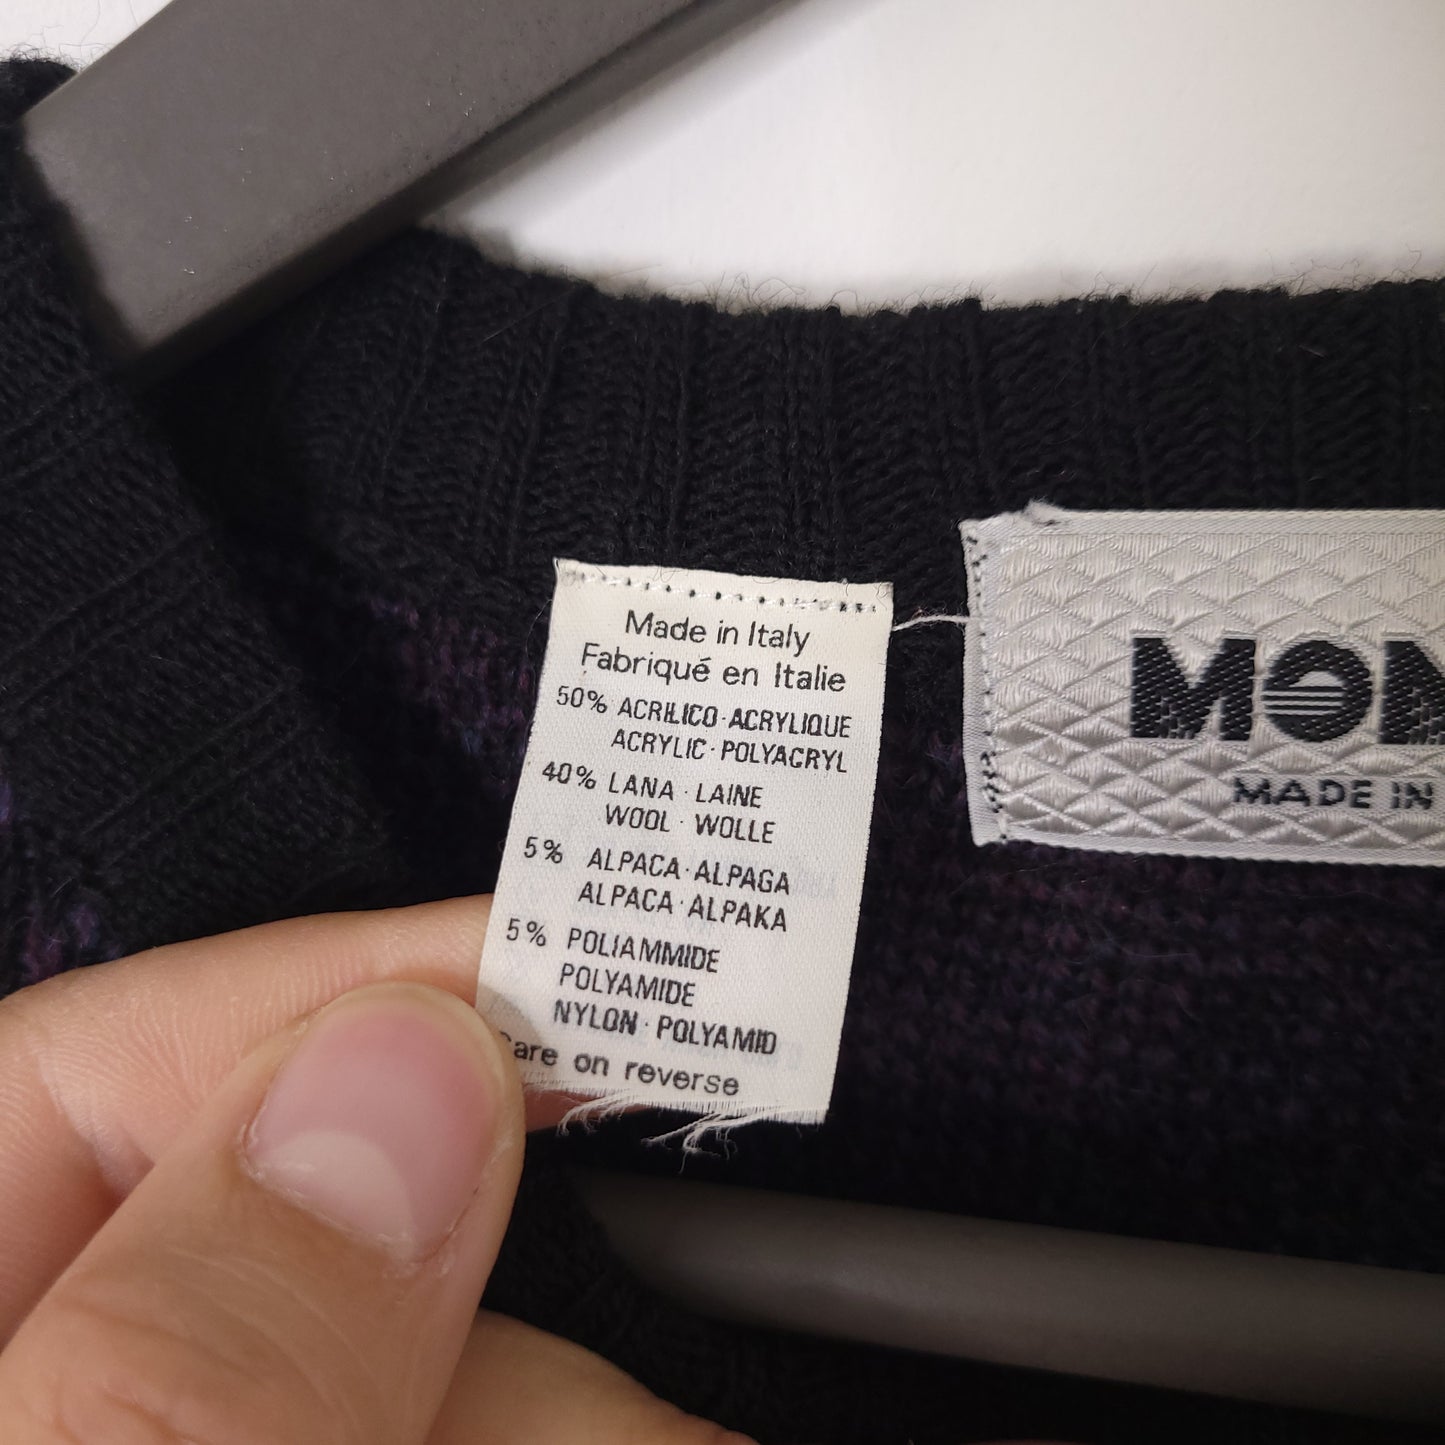 Made in Italy
Fabriqué en Italie
50% ACRILICO·ACRYLIQUE
ACRYLIC·POLYACRYL
40% LANA · LAINE
WOOL · WOLLE
5% ALPACA·ALPAGA
ALPACA·ALPAKA
5% POLIAMMIDE
POLYAMIDE
NYLON·POLYAMID
Care on reverse
MADE IN